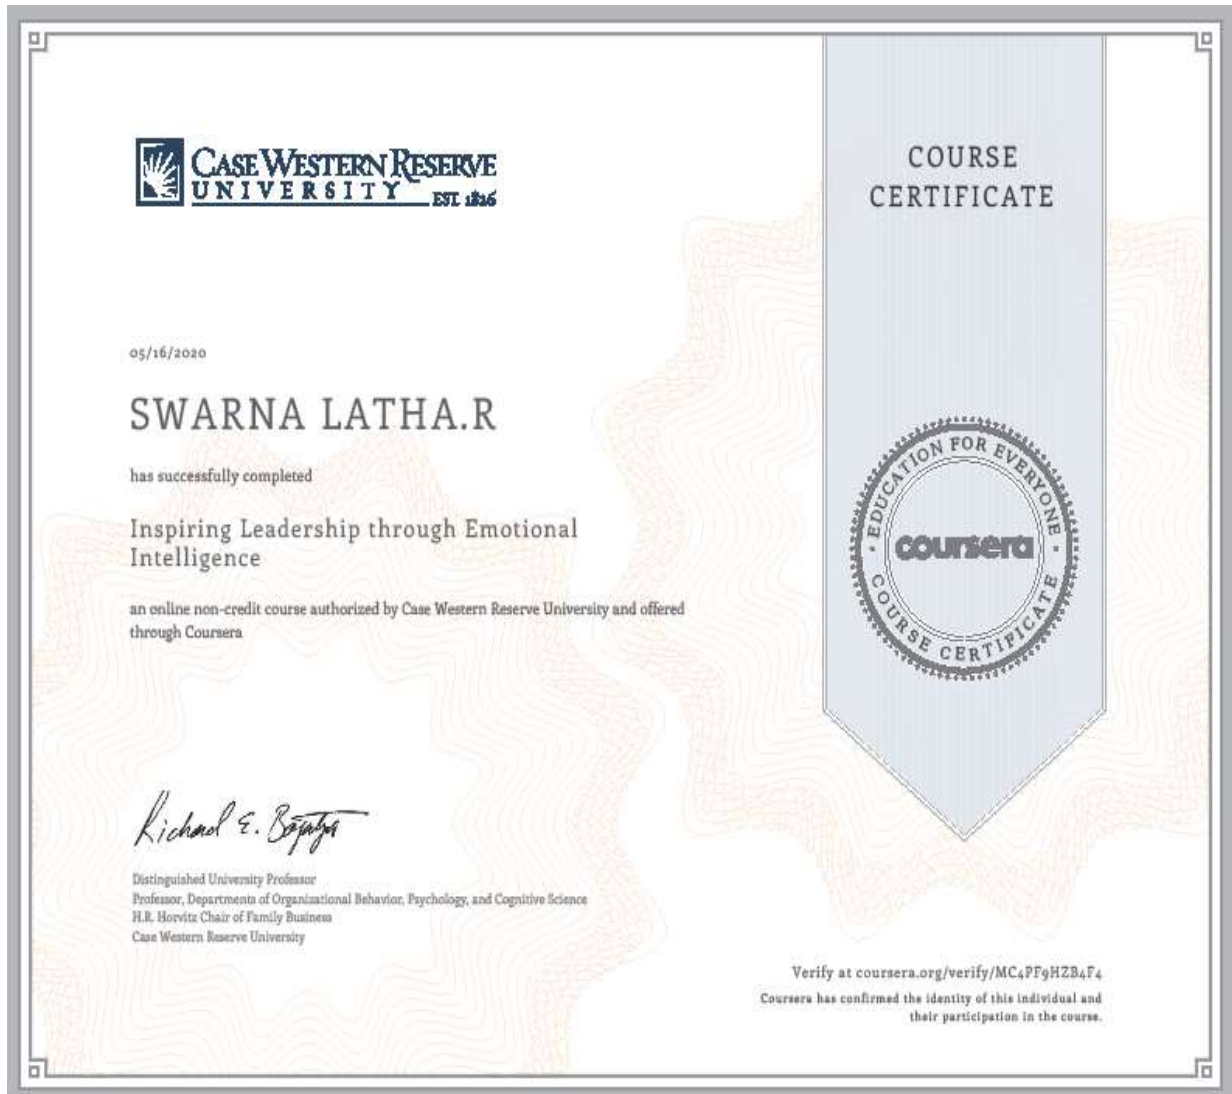 CASE WESTERN RESERVE
UNIVERSITY EST. 1826
COURSE
CERTIFICATE
05/16/2020
SWARNA LATHA.R
has successfully completed
Inspiring Leadership through Emotional
Intelligence
an online non-credit course authorized by Case Western Reserve University and offered
through Coursera
EDUCATION FOR EVERYONE
coursera
COURSE CERTIFICATE
Richard E. Boyatzis
Distinguished University Professor
Professor, Departments of Organizational Behavior, Psychology, and Cognitive Science
H.R. Horvitz Chair of Family Business
Case Western Reserve University
Verify at coursera.org/verify/MC4PF9HZB4F4
Coursera has confirmed the identity of this individual and
their participation in the course.